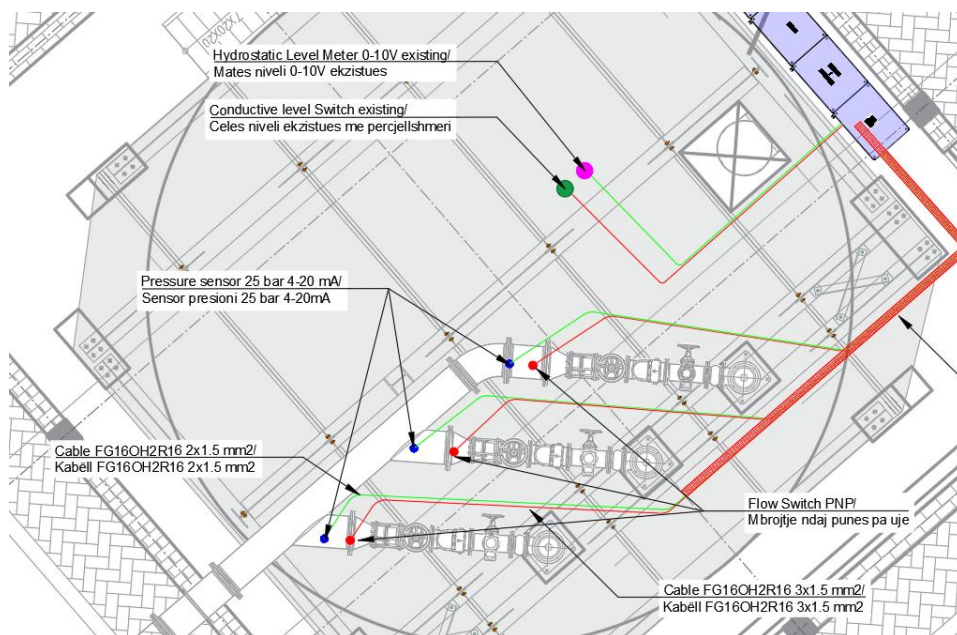 7X20X20
Hydrostatic Level Meter 0-10V existing/
Mates niveli 0-10V ekzistues
Conductive level Switch existing/
Celes niveli ekzistues me percjellshmeri
Pressure sensor 25 bar 4-20 mA/
Sensor presioni 25 bar 4-20mA
Cable FG16OH2R16 2x1.5 mm2/
Kabëll FG16OH2R16 2x1.5 mm2
Flow Switch PNP/
Mbrojtje ndaj punes pa uje
Cable FG16OH2R16 3x1.5 mm2/
Kabëll FG16OH2R16 3x1.5 mm2